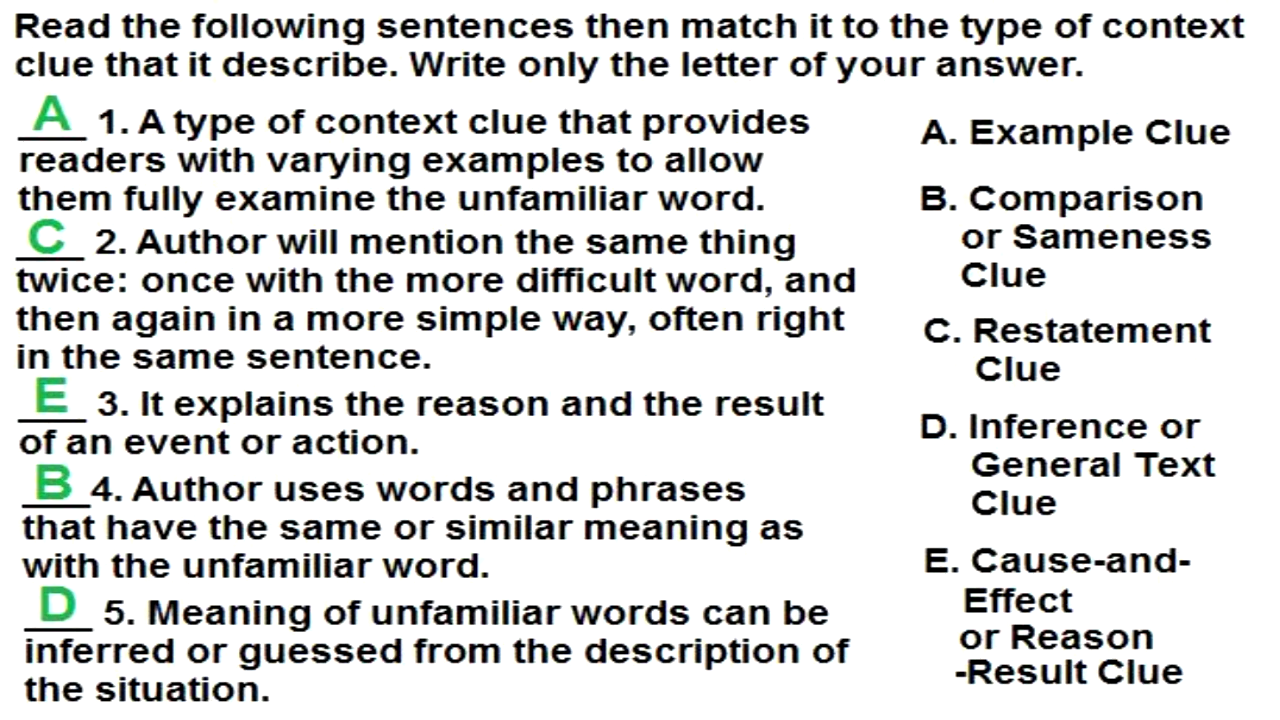 Read the following sentences then match it to the type of context
clue that it describe. Write only the letter of your answer.
A 1. A type of context clue that provides
readers with varying examples to allow
them fully examine the unfamiliar word.
C 2. Author will mention the same thing
twice: once with the more difficult word, and
then again in a more simple way, often right
in the same sentence.
E 3. It explains the reason and the result
of an event or action.
B 4. Author uses words and phrases
that have the same or similar meaning as
with the unfamiliar word.
D 5. Meaning of unfamiliar words can be
inferred or guessed from the description of
the situation.
A. Example Clue
B. Comparison
or Sameness
Clue
C. Restatement
Clue
D. Inference or
General Text
Clue
E. Cause-and-
Effect
or Reason
-Result Clue